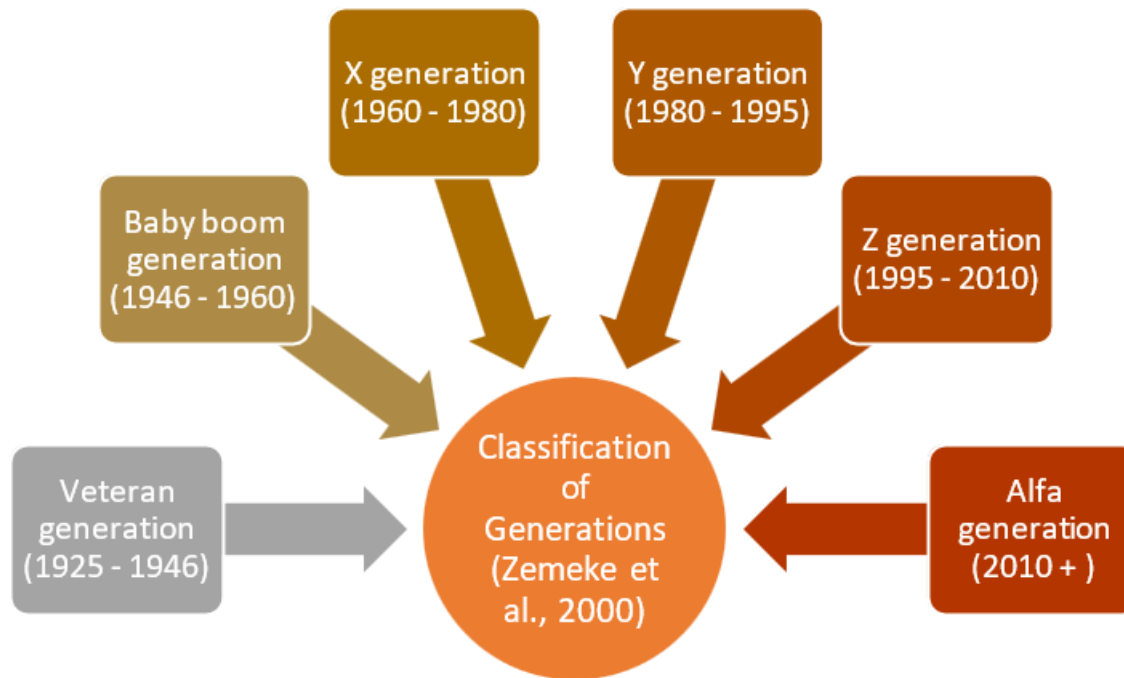 X generation
(1960 - 1980)
Y generation
(1980 - 1995)
Baby boom
generation
(1946 - 1960)
Z generation
(1995 - 2010)
Veteran
generation
(1925 - 1946)
Classification
of
Generations
(Zemeke et
al., 2000)
Alfa
generation
(2010 + )